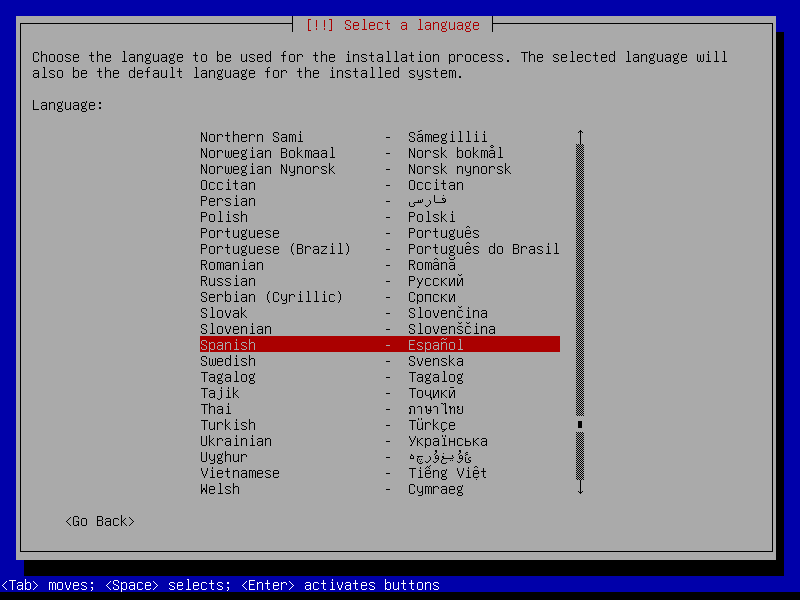 [!!] Select a language
Choose the language to be used for the installation process. The selected language will
also be the default language for the installed system.
Language:
Northern Sami - Sámegillii
Norwegian Bokmaal - Norsk bokmål
Norwegian Nynorsk - Norsk nynorsk
Occitan - Occitan
Persian - فارسی
Polish - Polski
Portuguese - Português
Portuguese (Brazil) - Português do Brasil
Romanian - Română
Russian - Русский
Serbian (Cyrillic) - Српски
Slovak - Slovenčina
Slovenian - Slovenščina
Spanish - Español
Swedish - Svenska
Tagalog - Tagalog
Tajik - Тоҷикӣ
Thai - ภาษาไทย
Turkish - Türkçe
Ukrainian - Українська
Uyghur - ئۇيغۇرچە
Vietnamese - Tiếng Việt
Welsh - Cymraeg
<Go Back>
<Tab> moves; <Space> selects; <Enter> activates buttons